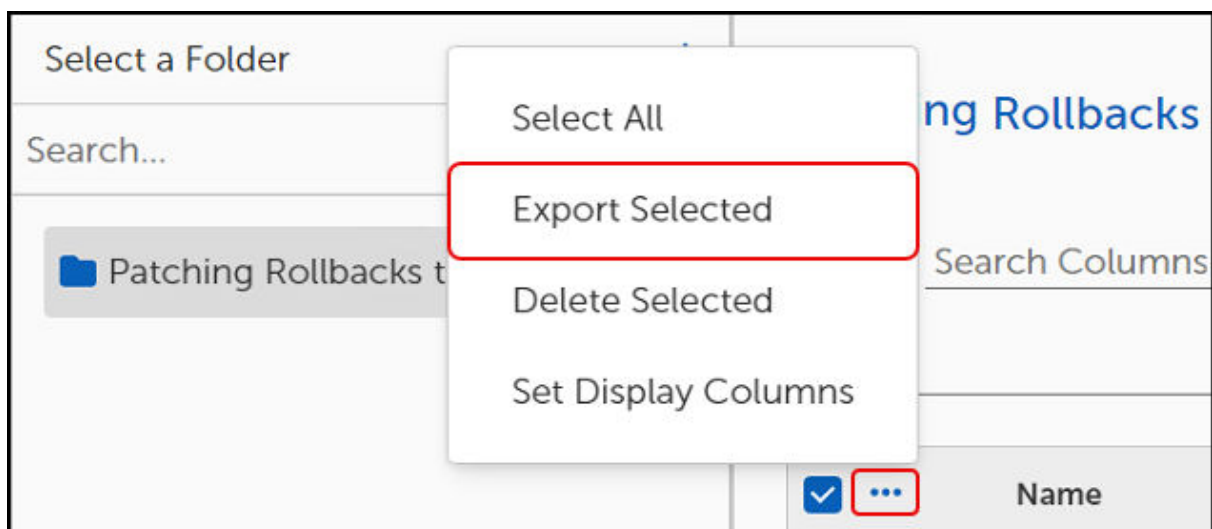 Select a Folder
Search...
Patching Rollbacks t
Select All
Export Selected
Delete Selected
Set Display Columns
ng Rollbacks
Search Columns
Name